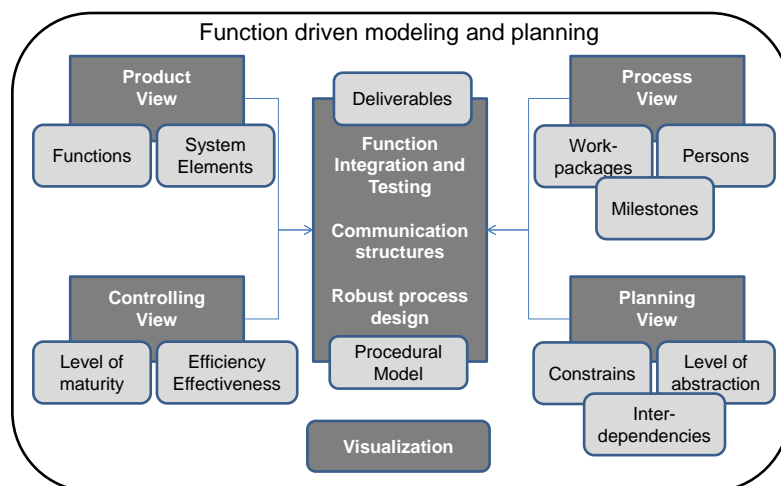 Function driven modeling and planning
Product
View
Functions
System
Elements
Deliverables
Function
Integration and
Testing
Communication
structures
Robust process
design
Procedural
Model
Process
View
Work-
packages
Persons
Milestones
Controlling
View
Level of
maturity
Efficiency
Effectiveness
Planning
View
Constrains
Level of
abstraction
Inter-
dependencies
Visualization